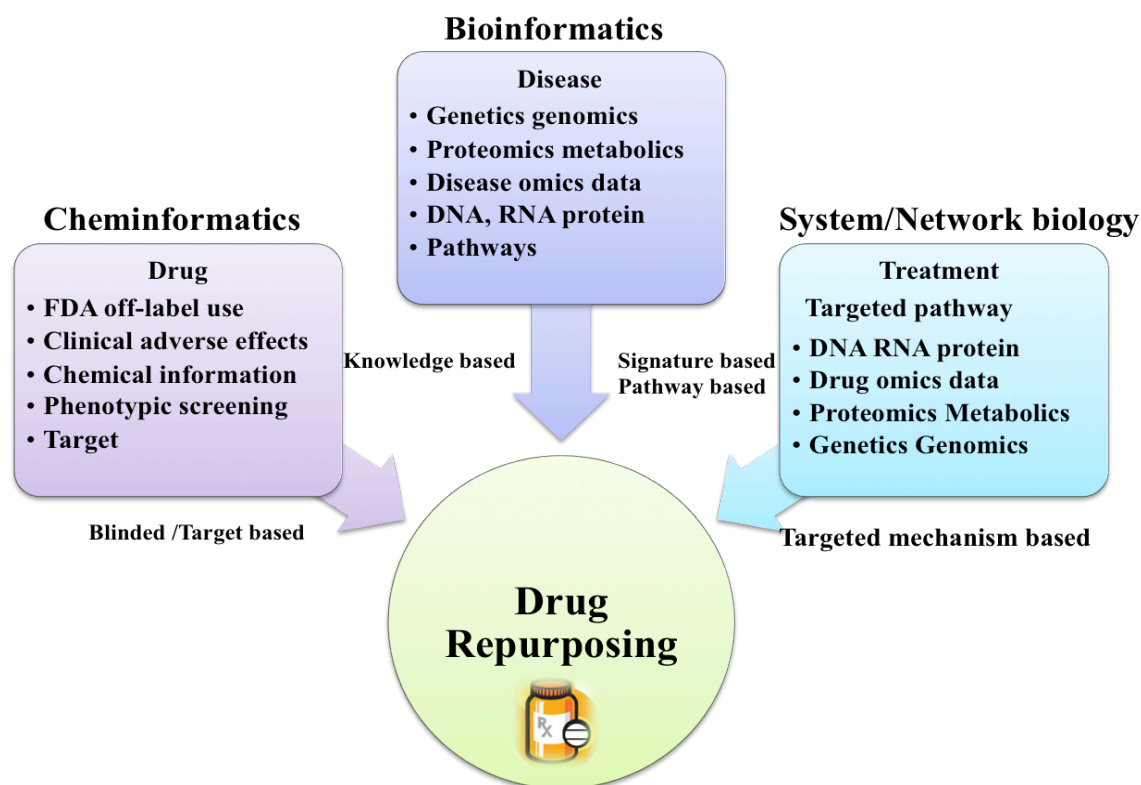 Bioinformatics
Disease
• Genetics genomics
• Proteomics metabolics
• Disease omics data
• DNA, RNA protein
• Pathways
Cheminformatics
Drug
• FDA off-label use
• Clinical adverse effects
• Chemical information
• Phenotypic screening
• Target
System/Network biology
Treatment
Targeted pathway
• DNA RNA protein
• Drug omics data
• Proteomics Metabolics
• Genetics Genomics
Knowledge based
Signature based
Pathway based
Blinded /Target based
Targeted mechanism based
Drug
Repurposing
RX